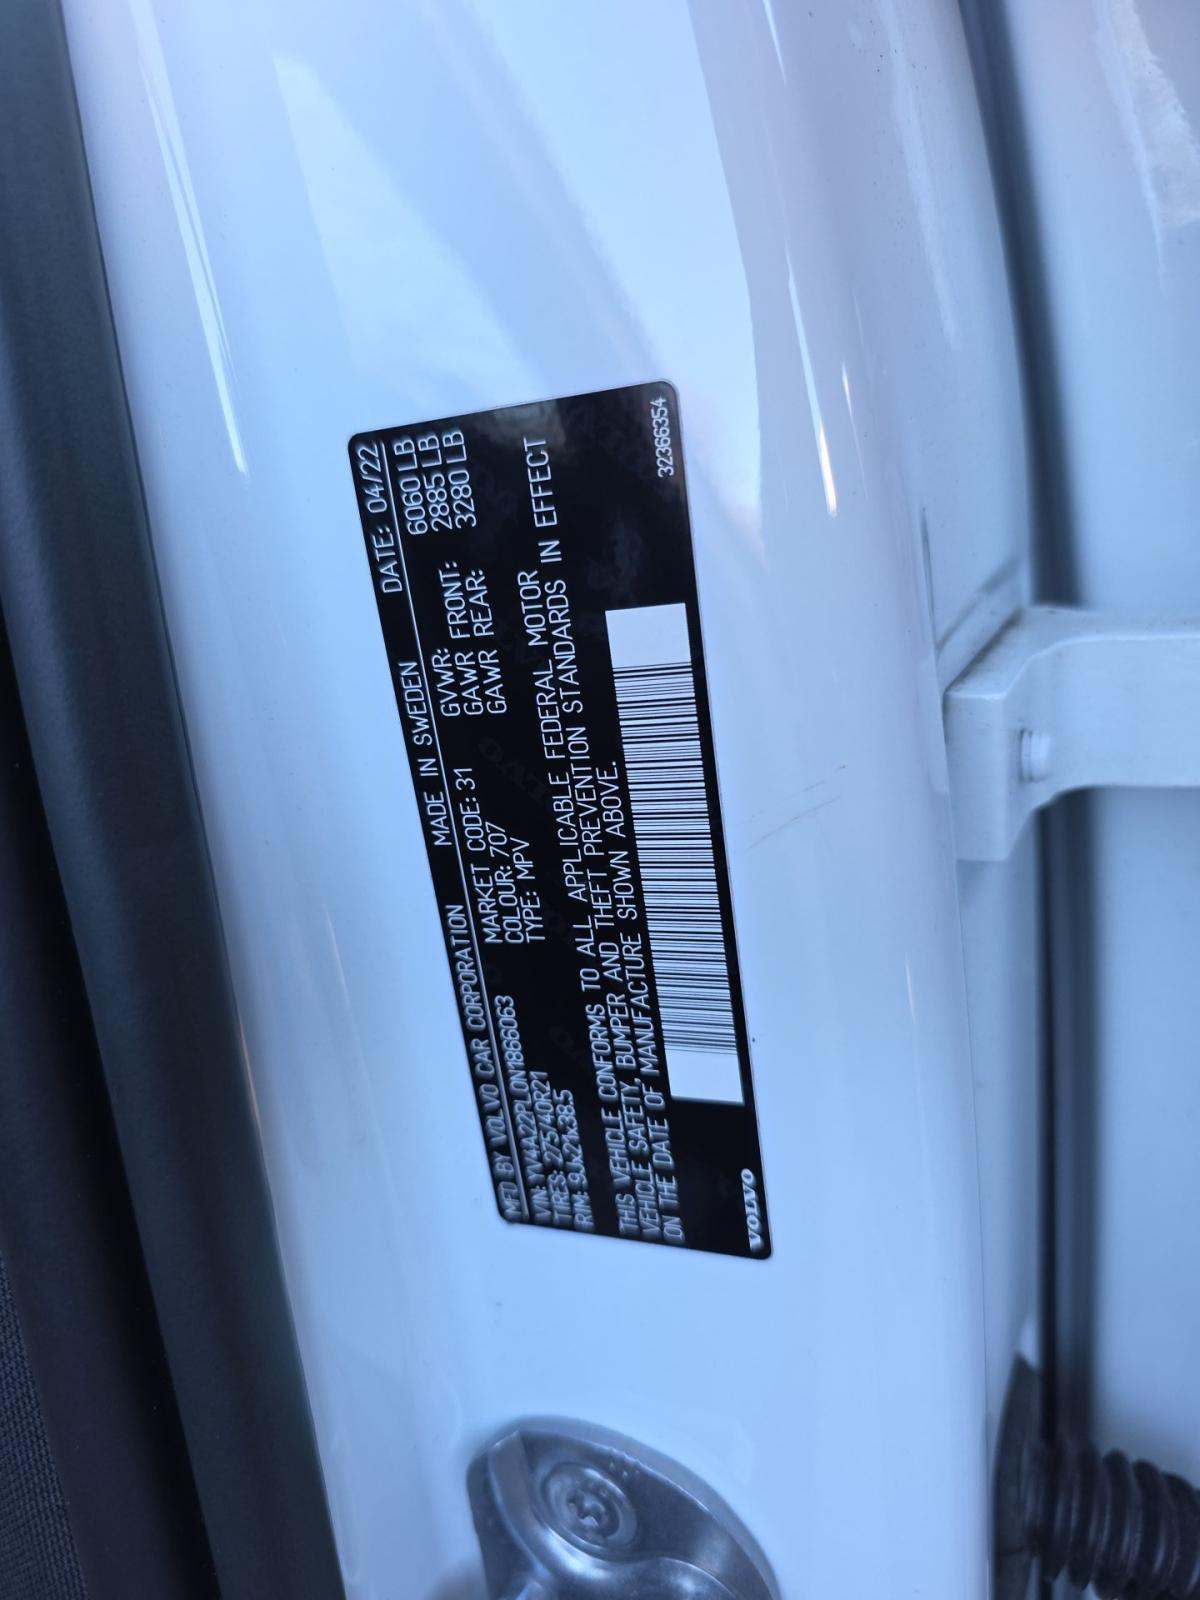 MFD BY VOLVO CAR CORPORATION MADE IN SWEDEN DATE: 04/22
VIN: YV4A22PL0N1866063 MARKET CODE: 31 GVWR: 6060 LB
TIRES: 275/40R21 COLOUR: 707 GAWR FRONT: 2885 LB
RIM: 9Jx21x38.5 TYPE: MPV GAWR REAR: 3280 LB
THIS VEHICLE CONFORMS TO ALL APPLICABLE FEDERAL MOTOR
VEHICLE SAFETY, BUMPER AND THEFT PREVENTION STANDARDS IN EFFECT
ON THE DATE OF MANUFACTURE SHOWN ABOVE.
VOLVO 32366354